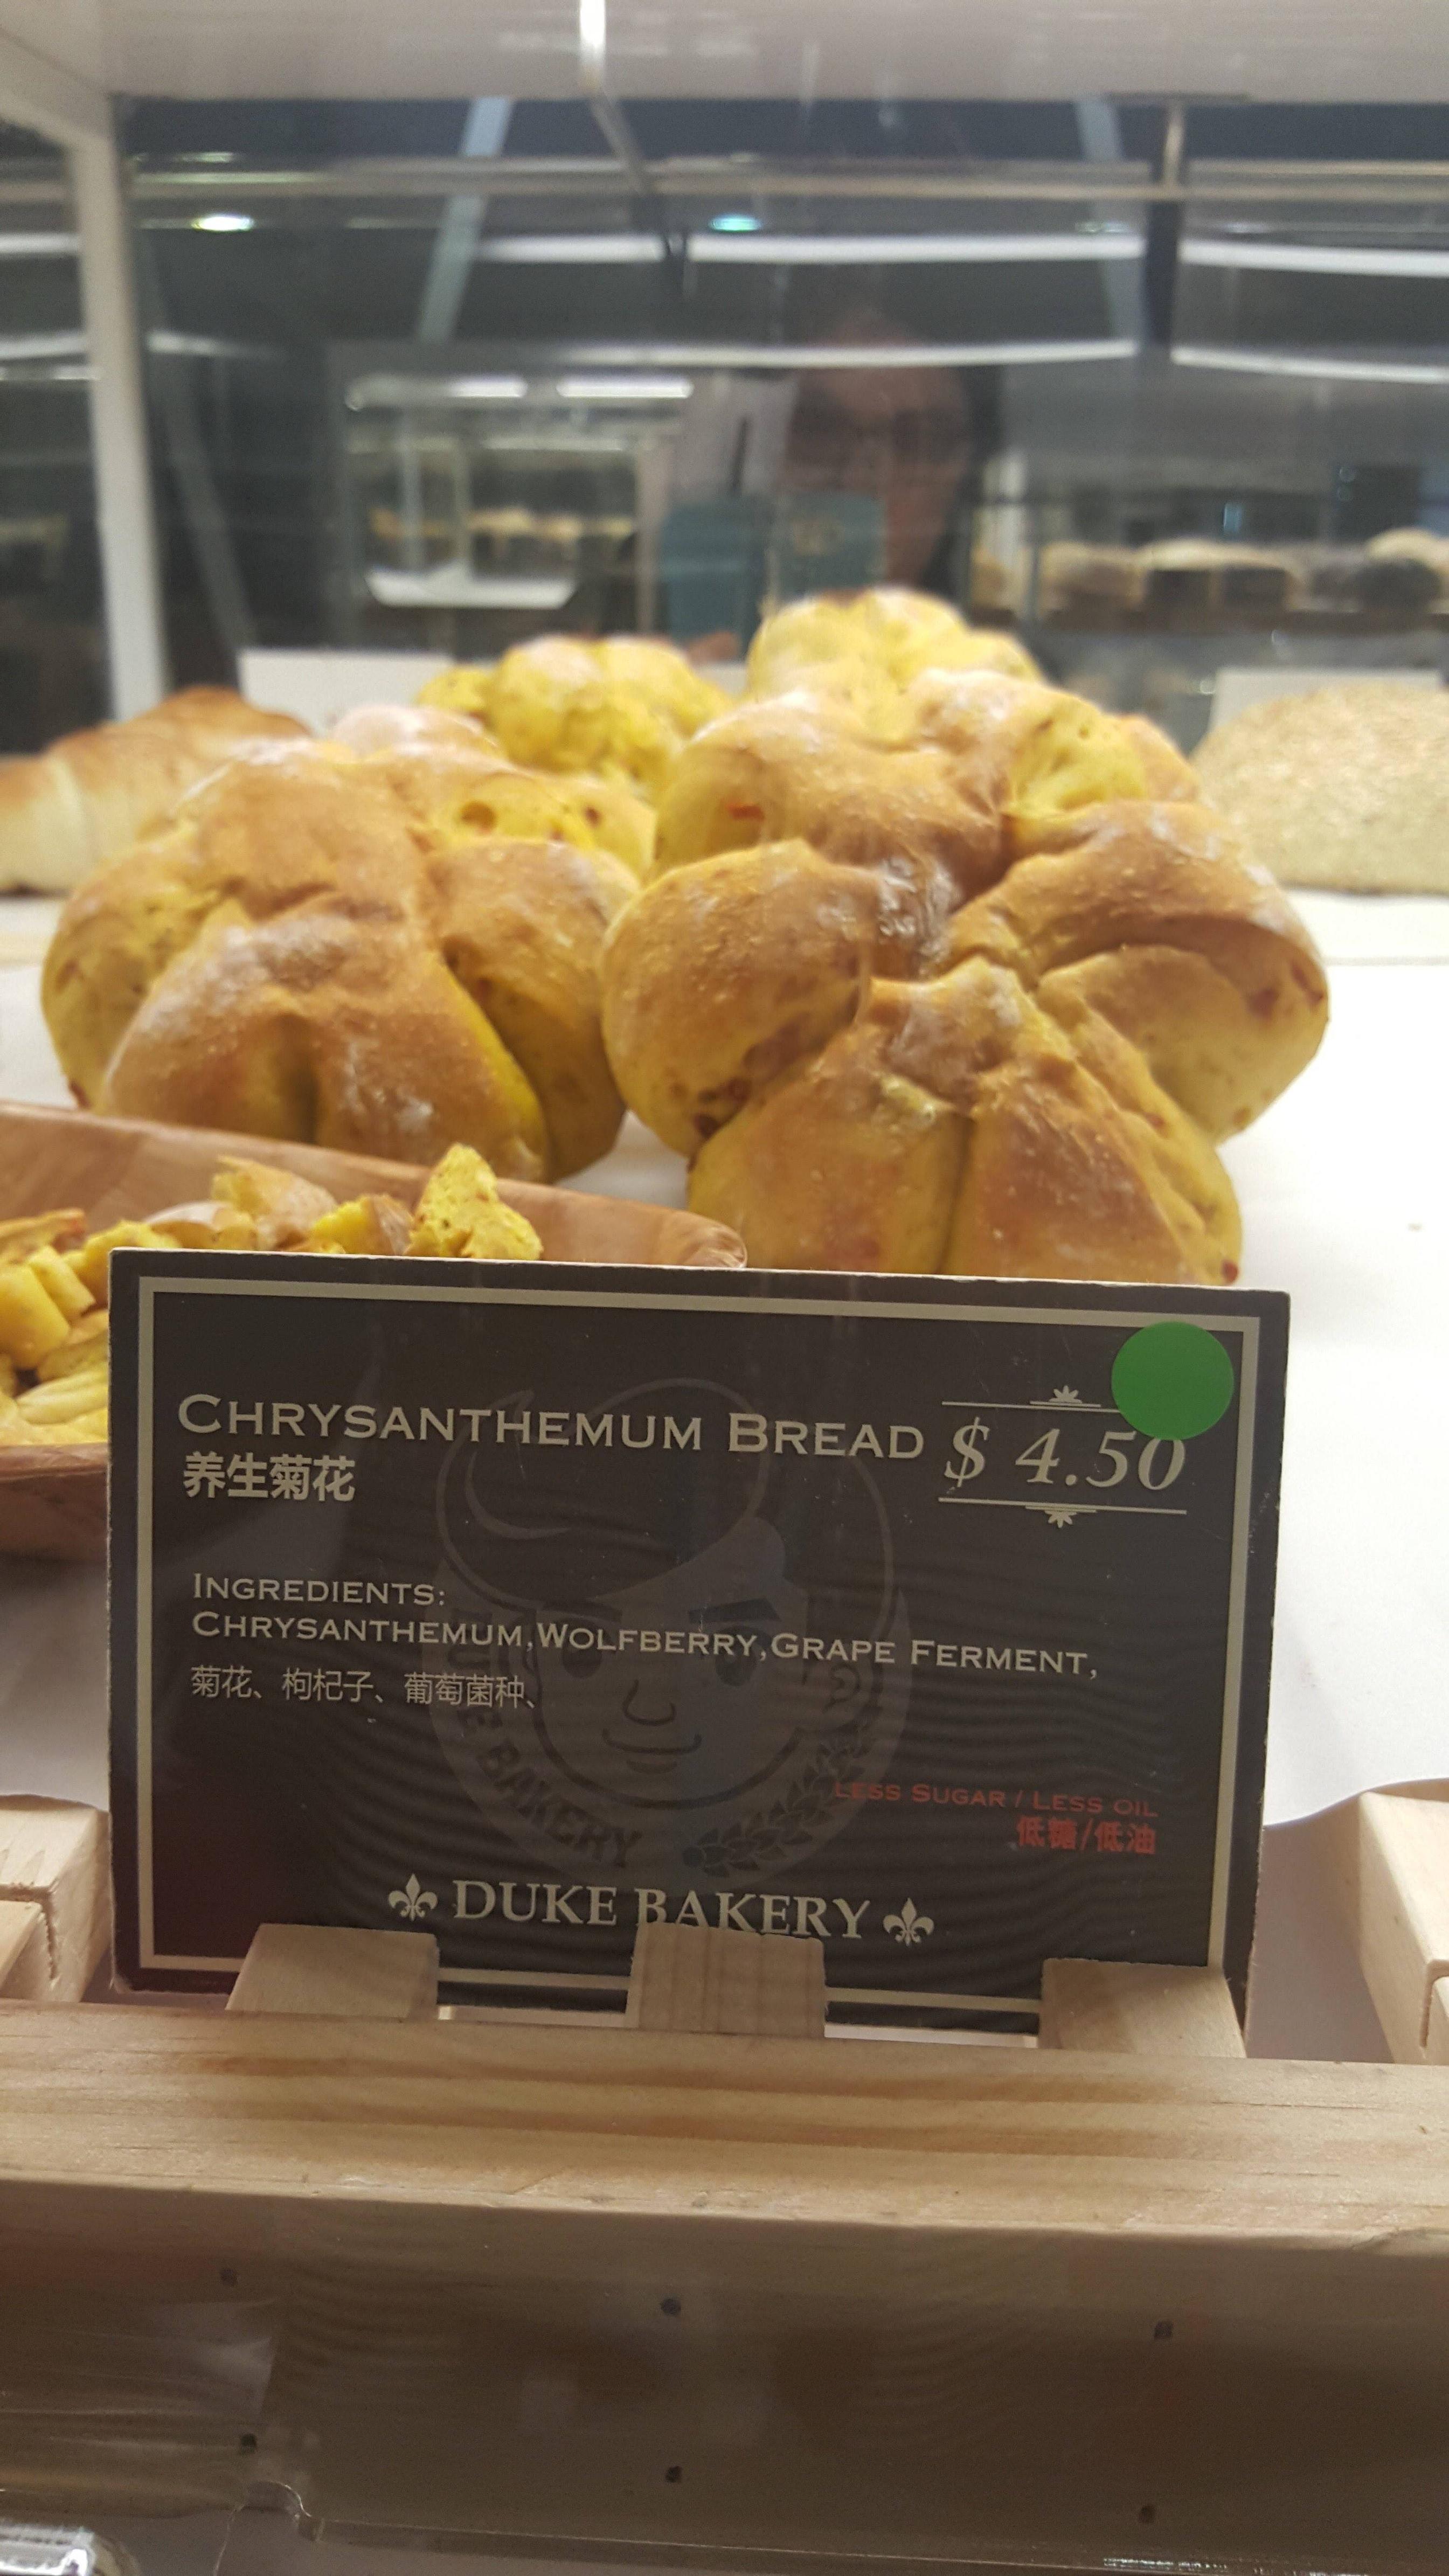 CHRYSANTHEMUM BREAD $ 4.50
养生菊花
INGREDIENTS:
CHRYSANTHEMUM,WOLFBERRY,GRAPE FERMENT,
菊花、枸杞子、葡萄菌种、
LESS SUGAR / LESS OIL
低糖/低油
BAKERY
DUKE BAKERY